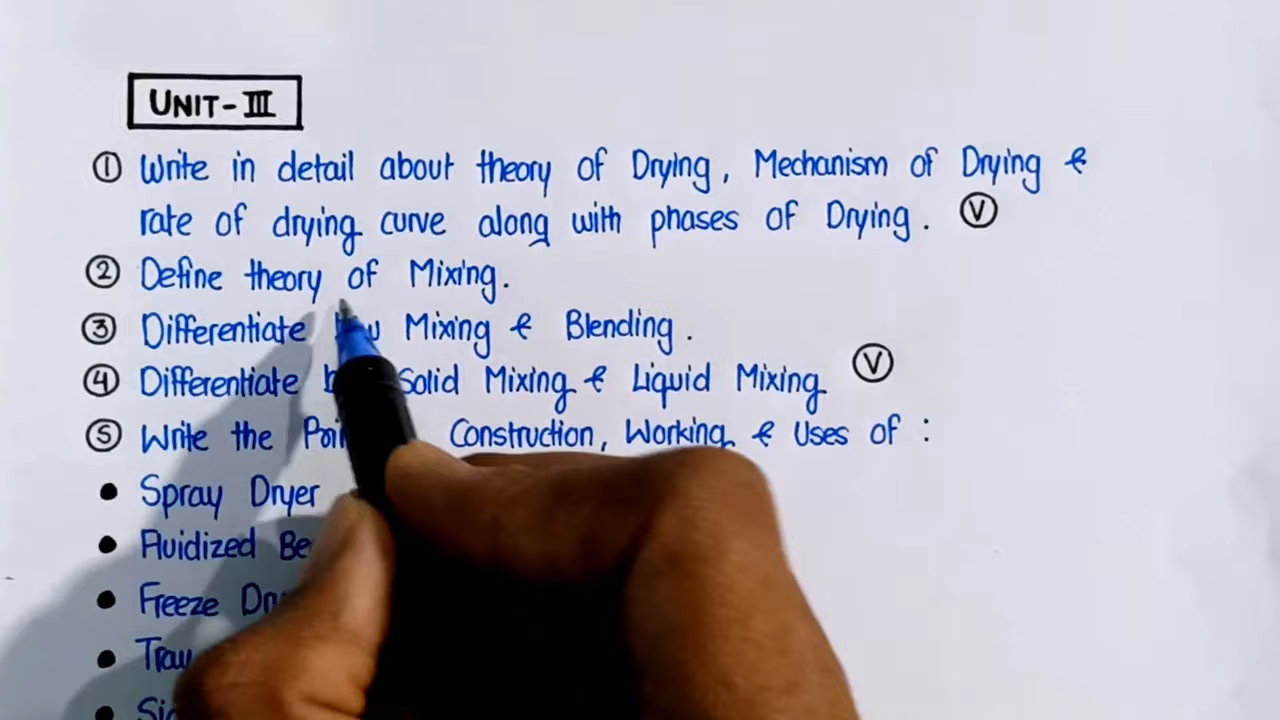 UNIT-III
① Write in detail about theory of Drying, Mechanism of Drying &
rate of drying curve along with phases of Drying. Ⓥ
② Define theory of Mixing.
③ Differentiate Mixing & Blending.
④ Differentiate Solid Mixing & Liquid Mixing Ⓥ
⑤ Write the Construction, Working & Uses of :
• Spray Dryer
• Fluidized
• Freeze
•
•